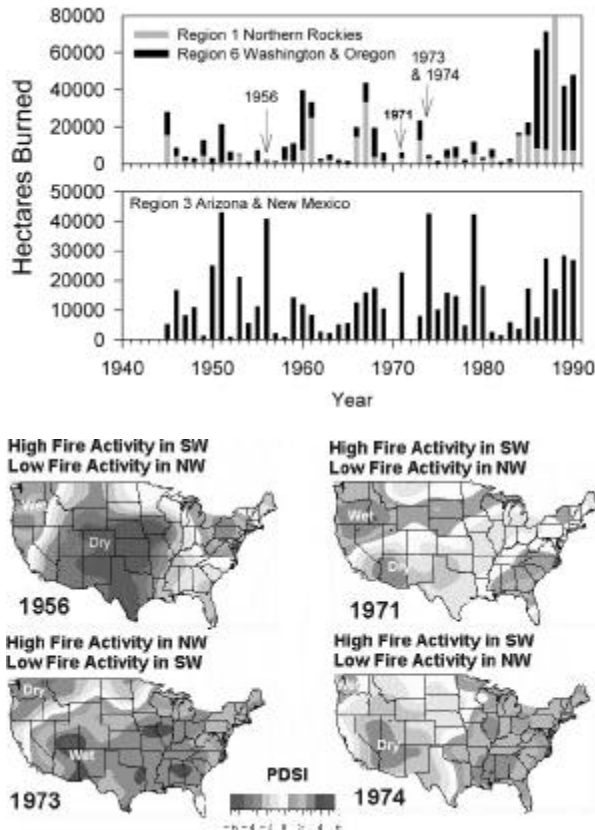 80000
Region 1 Northern Rockies
Region 6 Washington & Oregon
1973
& 1974
60000
1956
1971
40000
20000
0
Hectares Burned
50000
Region 3 Arizona & New Mexico
40000
30000
20000
10000
0
1940 1950 1960 1970 1980 1990
Year
High Fire Activity in SW
Low Fire Activity in NW
Wet
Dry
1956
High Fire Activity in SW
Low Fire Activity in NW
Wet
Dry
1971
High Fire Activity in NW
Low Fire Activity in SW
Dry
Wet
1973
High Fire Activity in SW
Low Fire Activity in NW
Dry
1974
PDSI